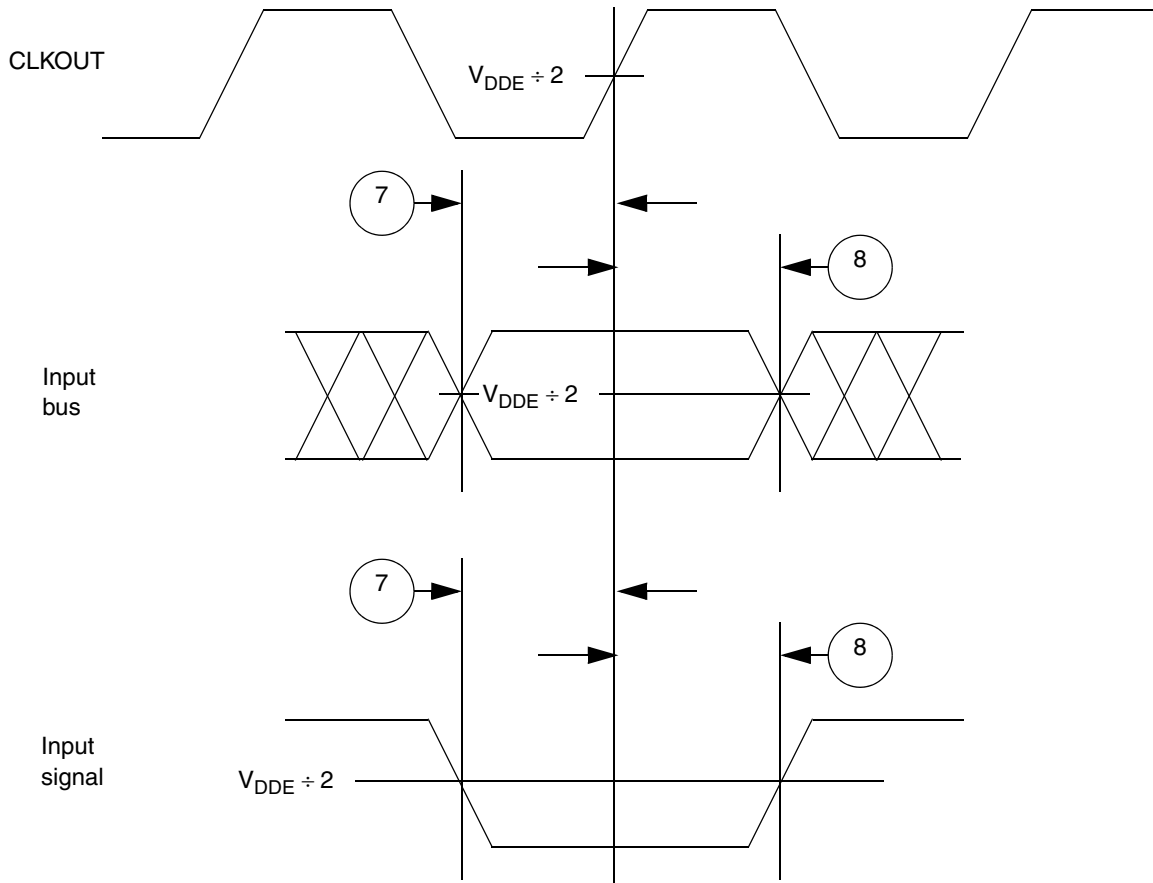 CLKOUT
V_DDE ÷ 2
7
8
Input
bus
V_DDE ÷ 2
7
8
Input
signal
V_DDE ÷ 2